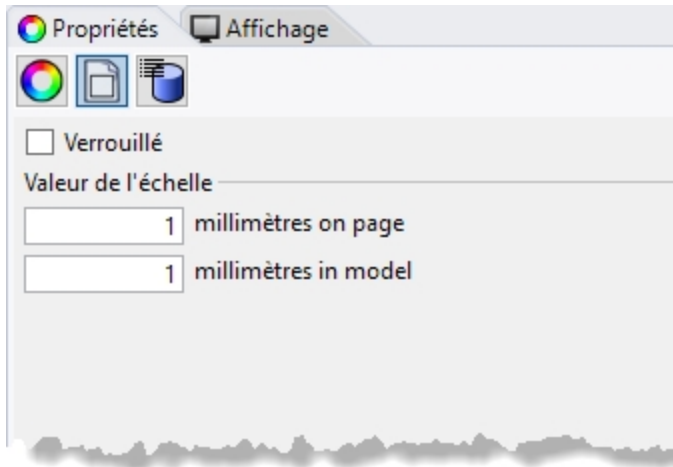 Propriétés Affichage
Verrouillé
Valeur de l'échelle
1 millimètres on page
1 millimètres in model